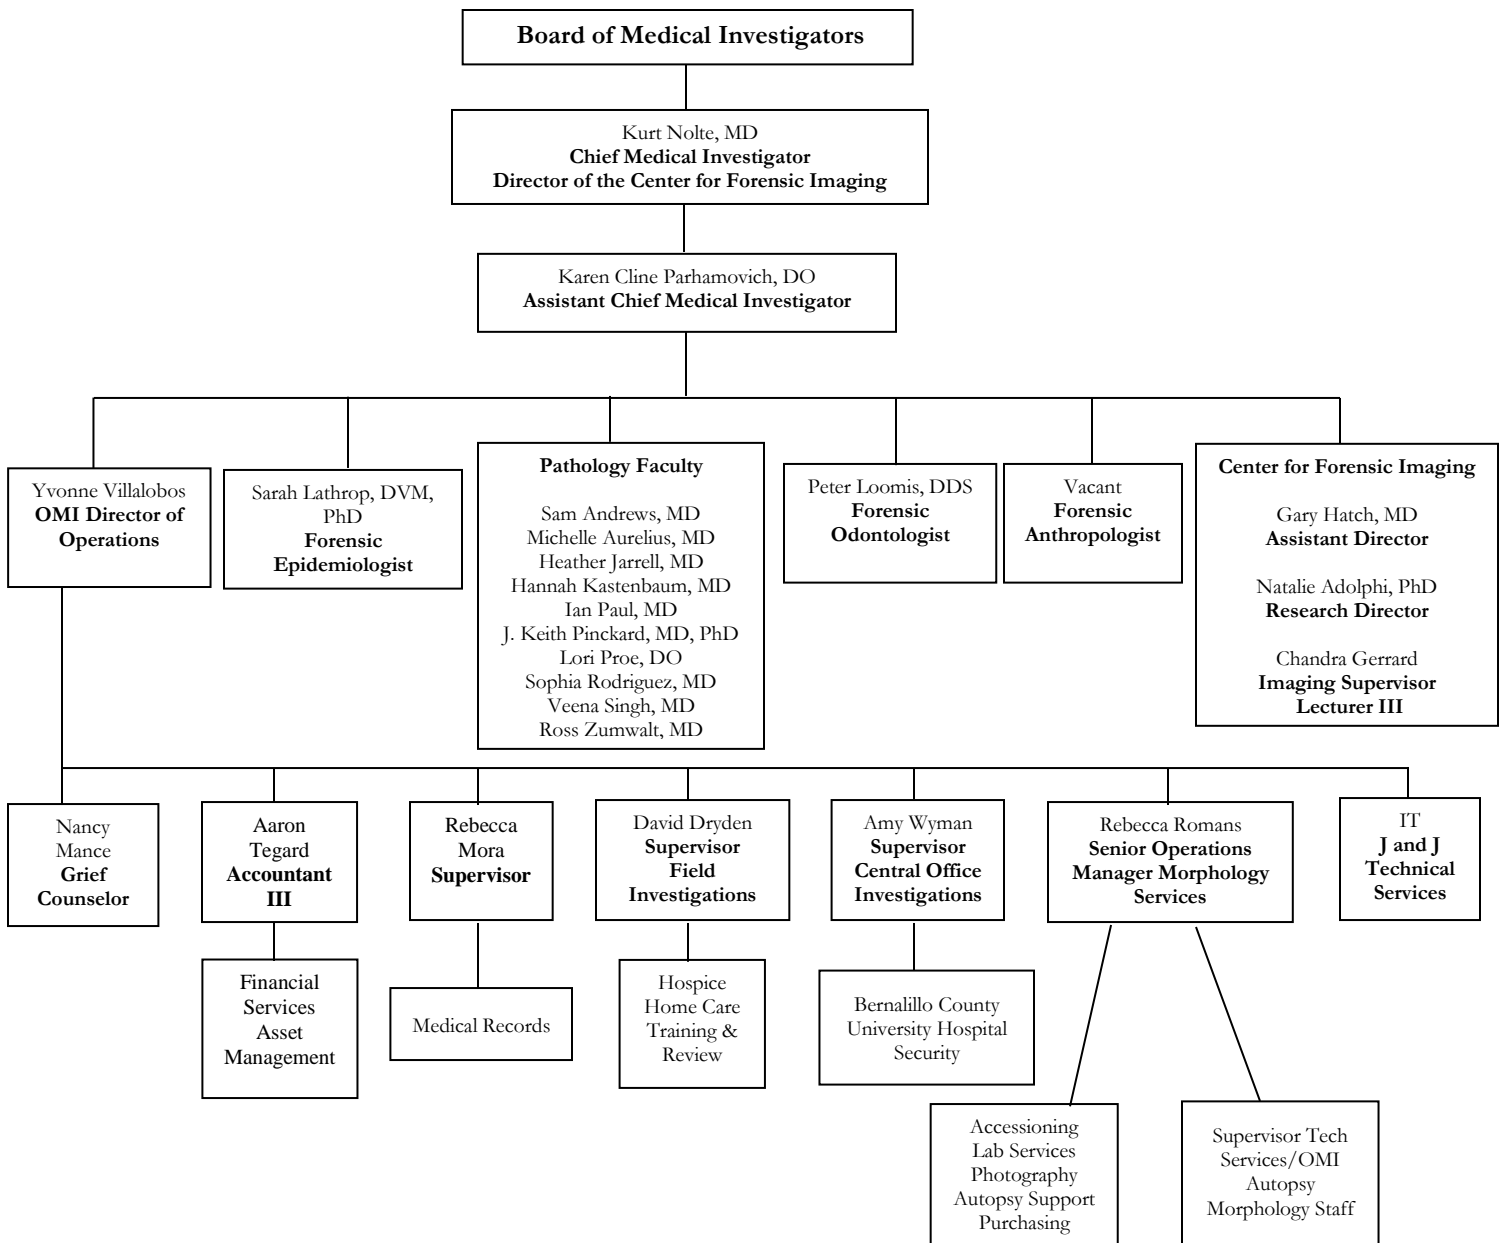 Board of Medical Investigators
Kurt Nolte, MD
Chief Medical Investigator
Director of the Center for Forensic Imaging
Karen Cline Parhamovich, DO
Assistant Chief Medical Investigator
Yvonne Villalobos
OMI Director of
Operations
Sarah Lathrop, DVM,
PhD
Forensic
Epidemiologist
Pathology Faculty
Sam Andrews, MD
Michelle Aurelius, MD
Heather Jarrell, MD
Hannah Kastenbaum, MD
Ian Paul, MD
J. Keith Pinckard, MD, PhD
Lori Proe, DO
Sophia Rodriguez, MD
Veena Singh, MD
Ross Zumwalt, MD
Peter Loomis, DDS
Forensic
Odontologist
Vacant
Forensic
Anthropologist
Center for Forensic Imaging
Gary Hatch, MD
Assistant Director
Natalie Adolphi, PhD
Research Director
Chandra Gerrard
Imaging Supervisor
Lecturer III
Nancy
Mance
Grief
Counselor
Aaron
Tegard
Accountant
III
Rebecca
Mora
Supervisor
David Dryden
Supervisor
Field
Investigations
Amy Wyman
Supervisor
Central Office
Investigations
Rebecca Romans
Senior Operations
Manager Morphology
Services
IT
J and J
Technical
Services
Financial
Services
Asset
Management
Medical Records
Hospice
Home Care
Training &
Review
Bernalillo County
University Hospital
Security
Accessioning
Lab Services
Photography
Autopsy Support
Purchasing
Supervisor Tech
Services/OMI
Autopsy
Morphology Staff